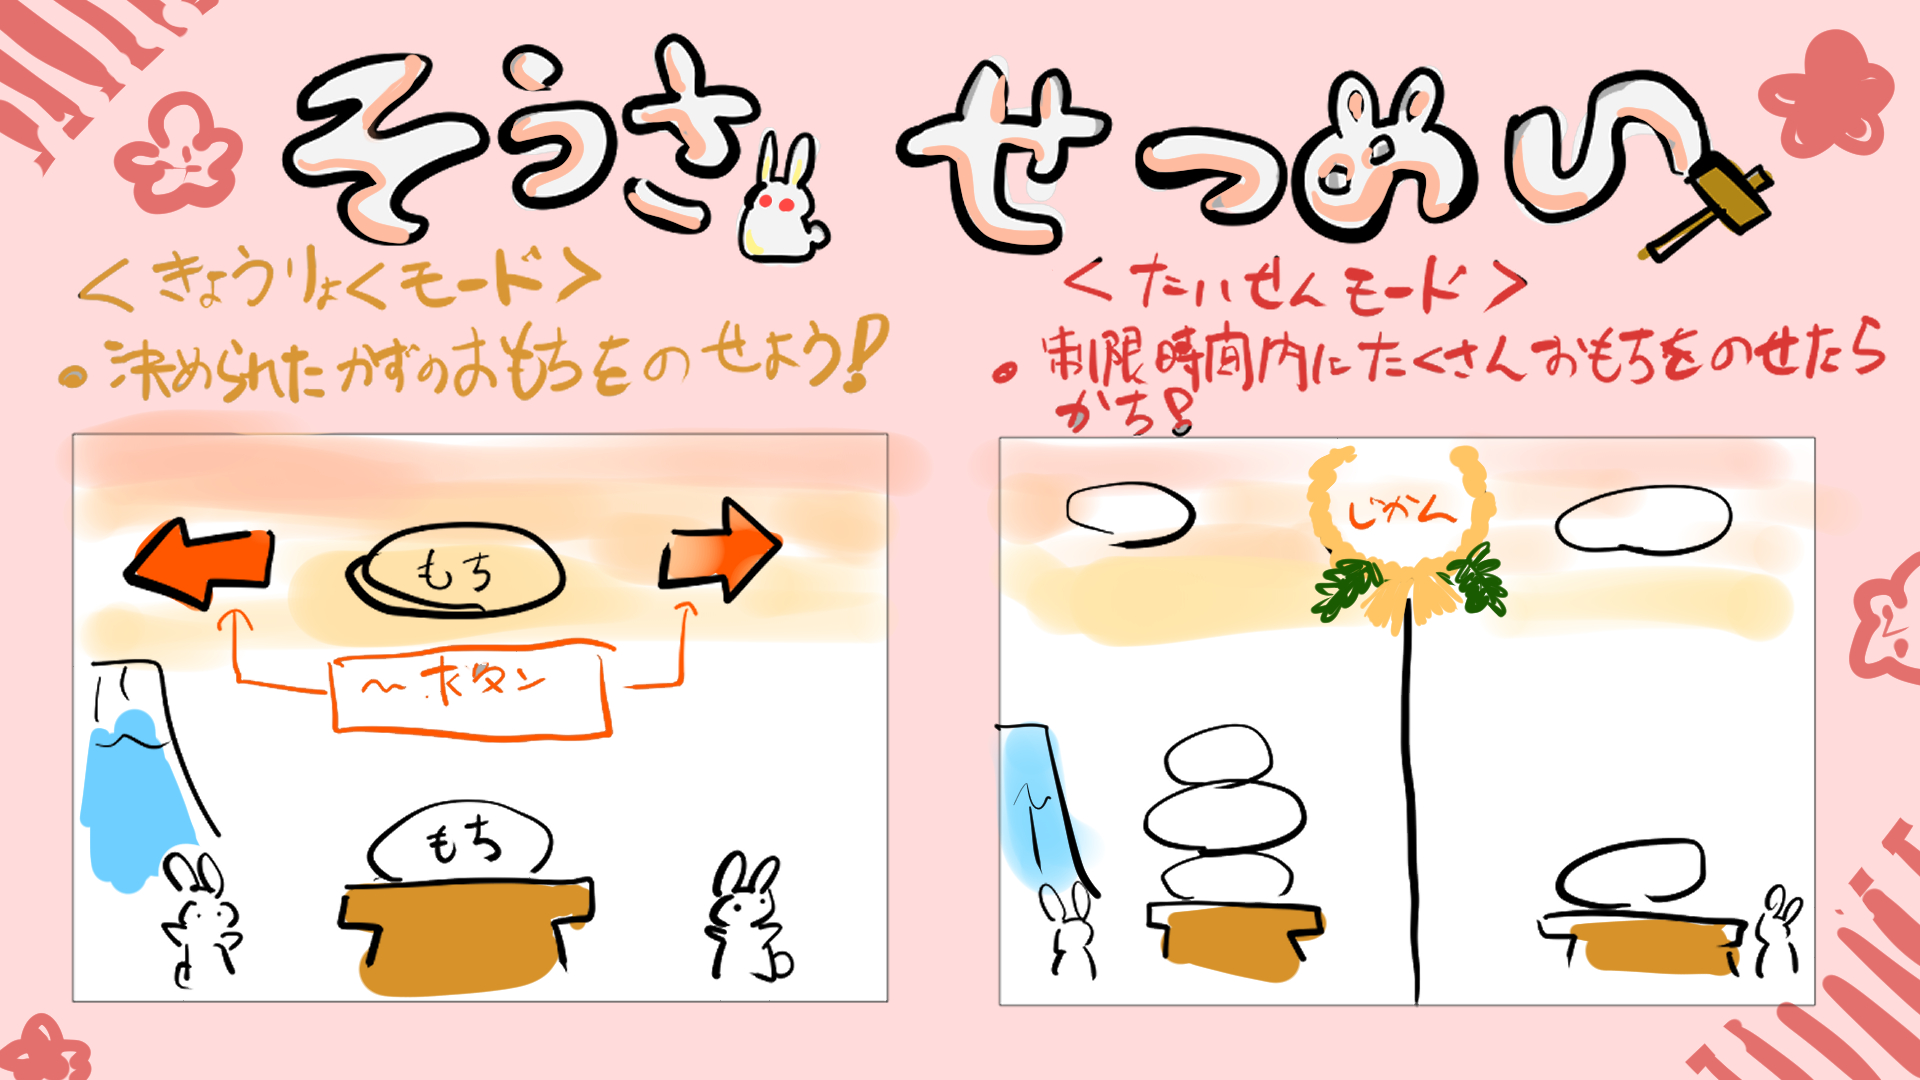 そうさ せつめい
<きょうりょくモード>
・決められたかずのおもちをのせよう!
もち
〜ボタン
もち
<たいせんモード>
・制限時間内にたくさんおもちをのせたら
かち!
じかん